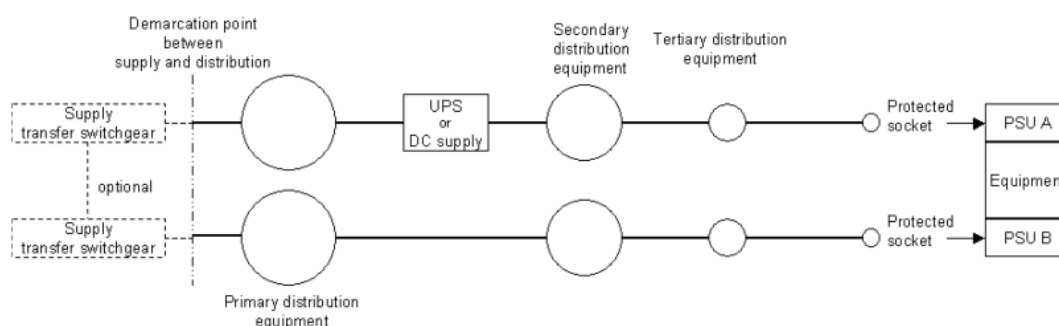 Demarcation point
between
supply and distribution
Secondary
distribution
equipment
Tertiary distribution
equipment
Supply
transfer switchgear
UPS
or
DC supply
Protected
socket
PSU A
optional
Equipmen
Supply
transfer switchgear
Protected
socket
PSU B
Primary distribution
equipment